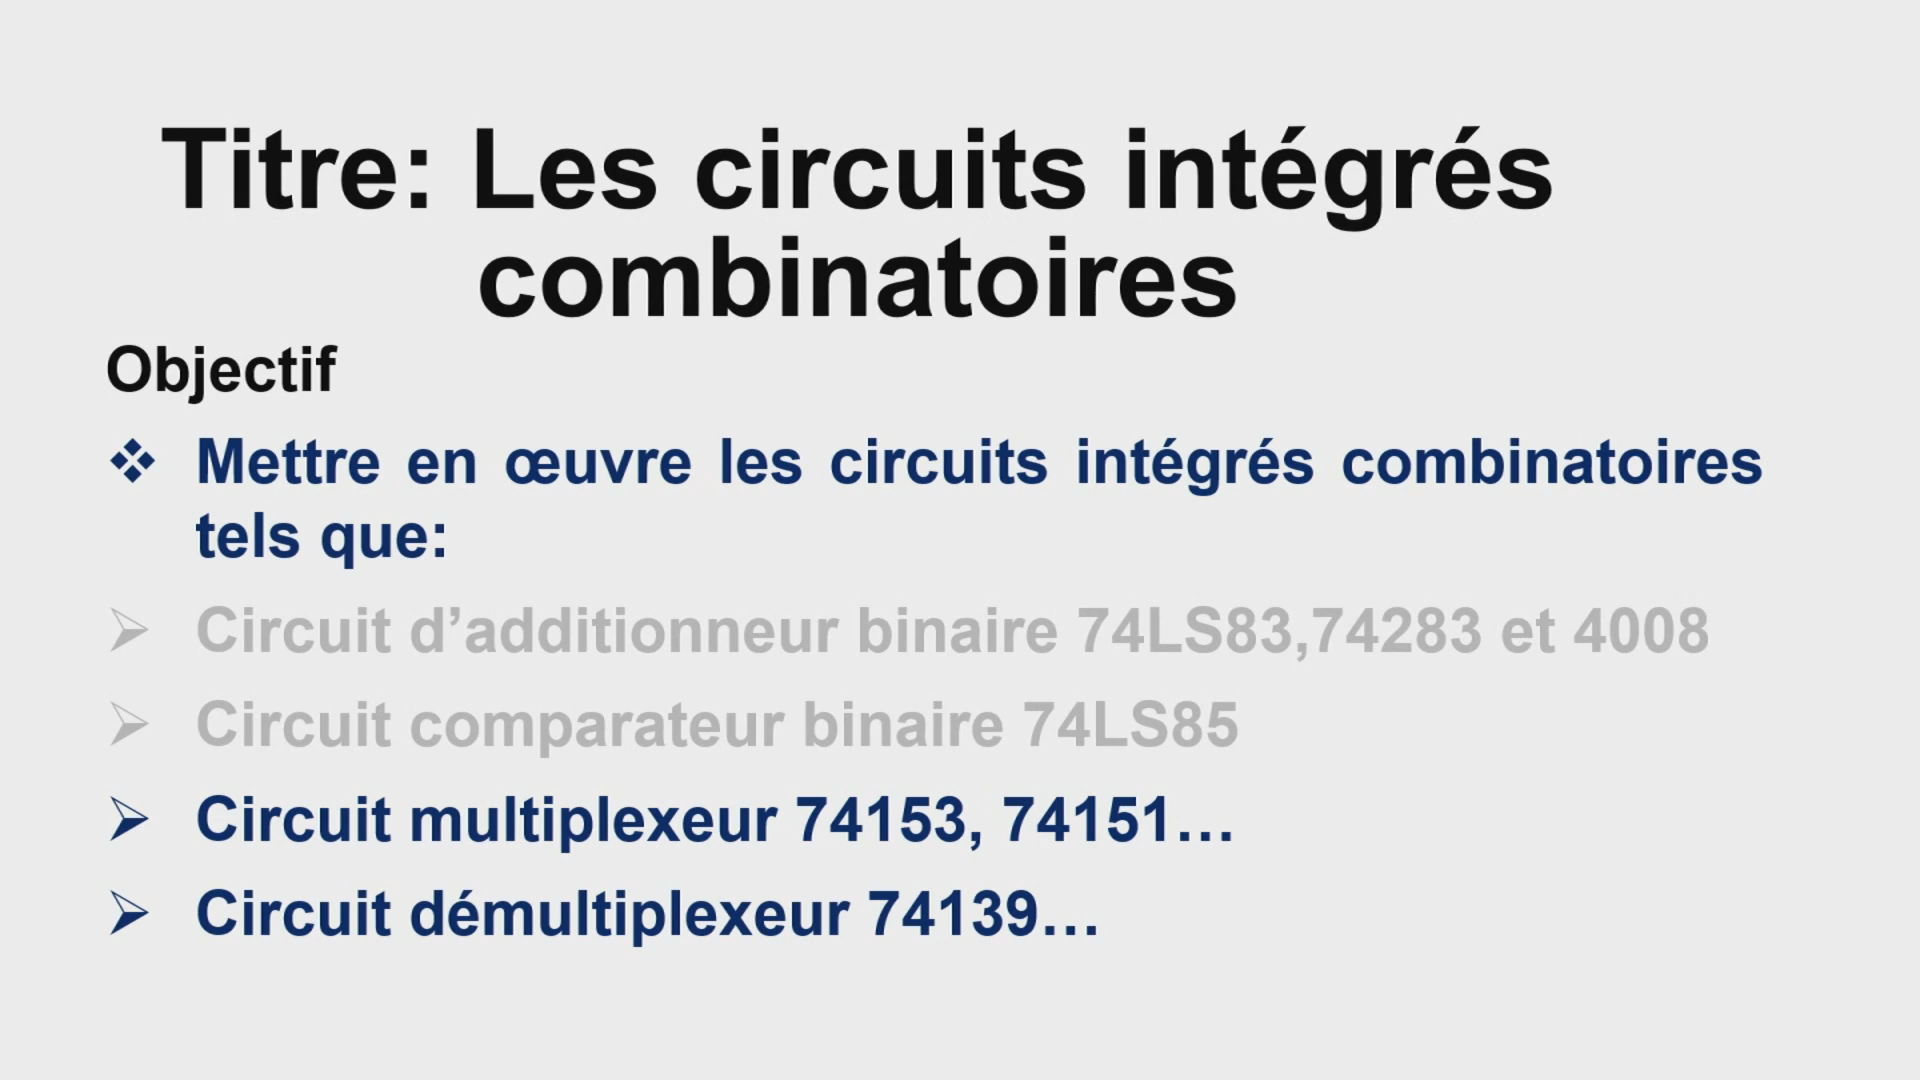 Titre: Les circuits intégrés
combinatoires
Objectif
❖ Mettre en œuvre les circuits intégrés combinatoires
tels que:
➢ Circuit d’additionneur binaire 74LS83,74283 et 4008
➢ Circuit comparateur binaire 74LS85
➢ Circuit multiplexeur 74153, 74151…
➢ Circuit démultiplexeur 74139…